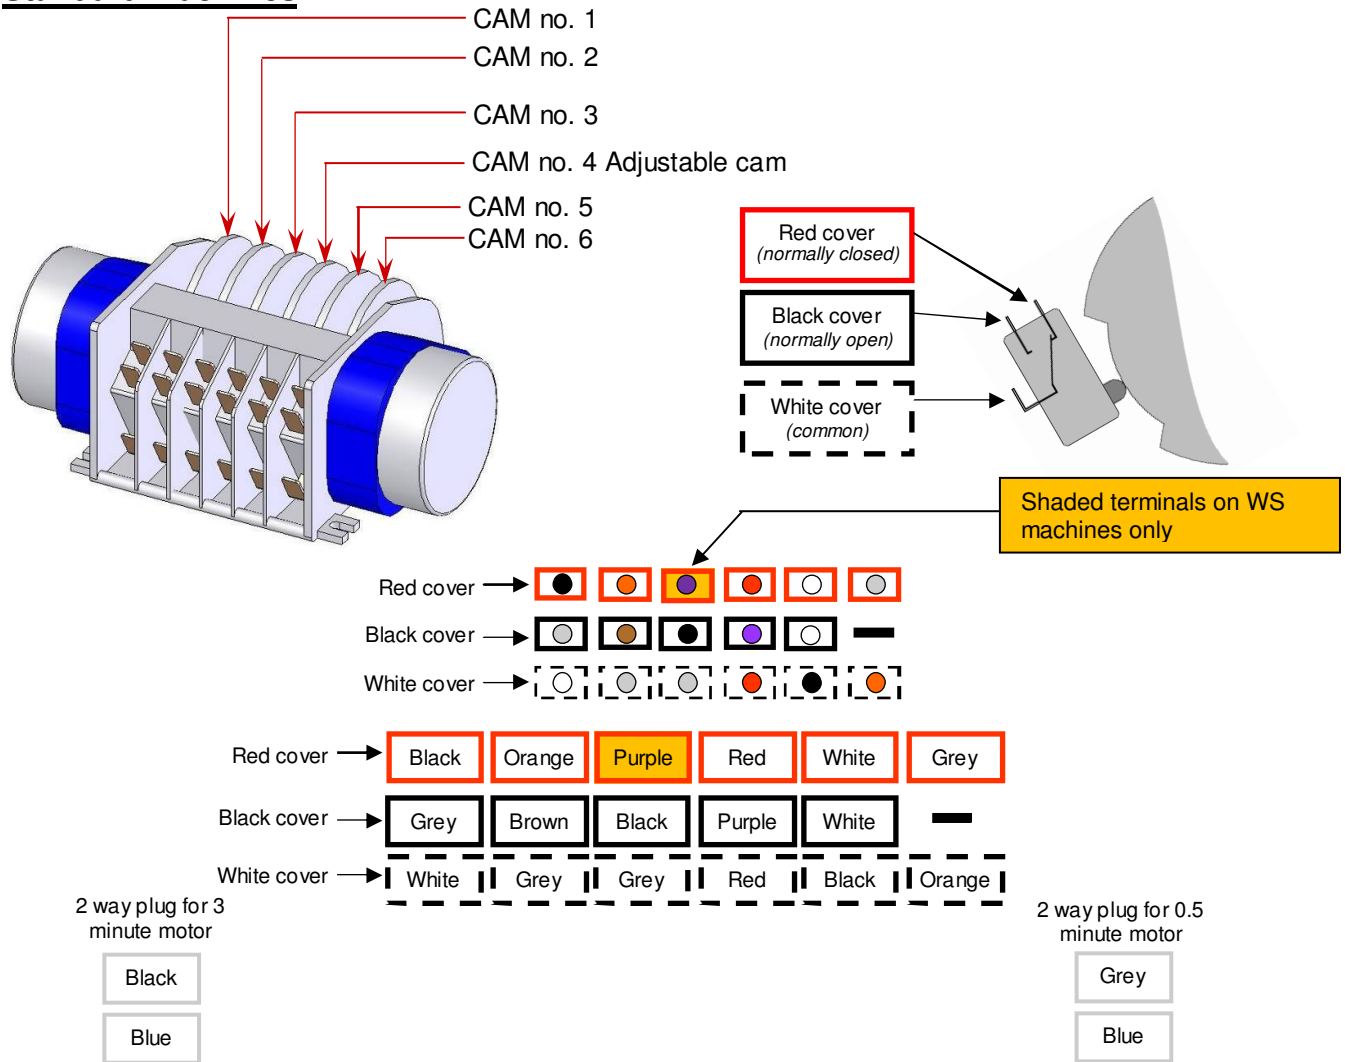 CAM no. 1
CAM no. 2
CAM no. 3
CAM no. 4 Adjustable cam
CAM no. 5
CAM no. 6
Red cover
(normally closed)
Black cover
(normally open)
White cover
(common)
Shaded terminals on WS
machines only
Red cover
Black cover
White cover
Red cover
Black Orange Purple Red White Grey
Black cover
Grey Brown Black Purple White
White cover
White Grey Grey Red Black Orange
2 way plug for 3
minute motor
Black
Blue
2 way plug for 0.5
minute motor
Grey
Blue